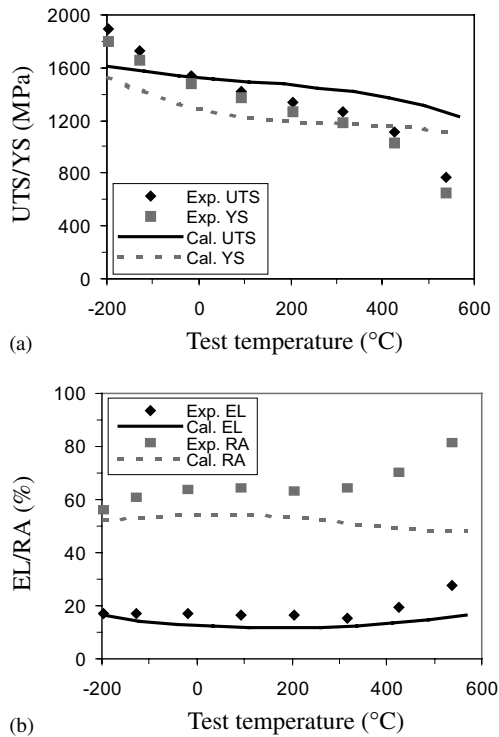 2000
1600
1200
800
400
0
UTS/YS (MPa)
Exp. UTS
Exp. YS
Cal. UTS
Cal. YS
-200 0 200 400 600
(a) Test temperature (°C)
100
80
60
40
20
0
EL/RA (%)
Exp. EL
Cal. EL
Exp. RA
Cal. RA
-200 0 200 400 600
(b) Test temperature (°C)